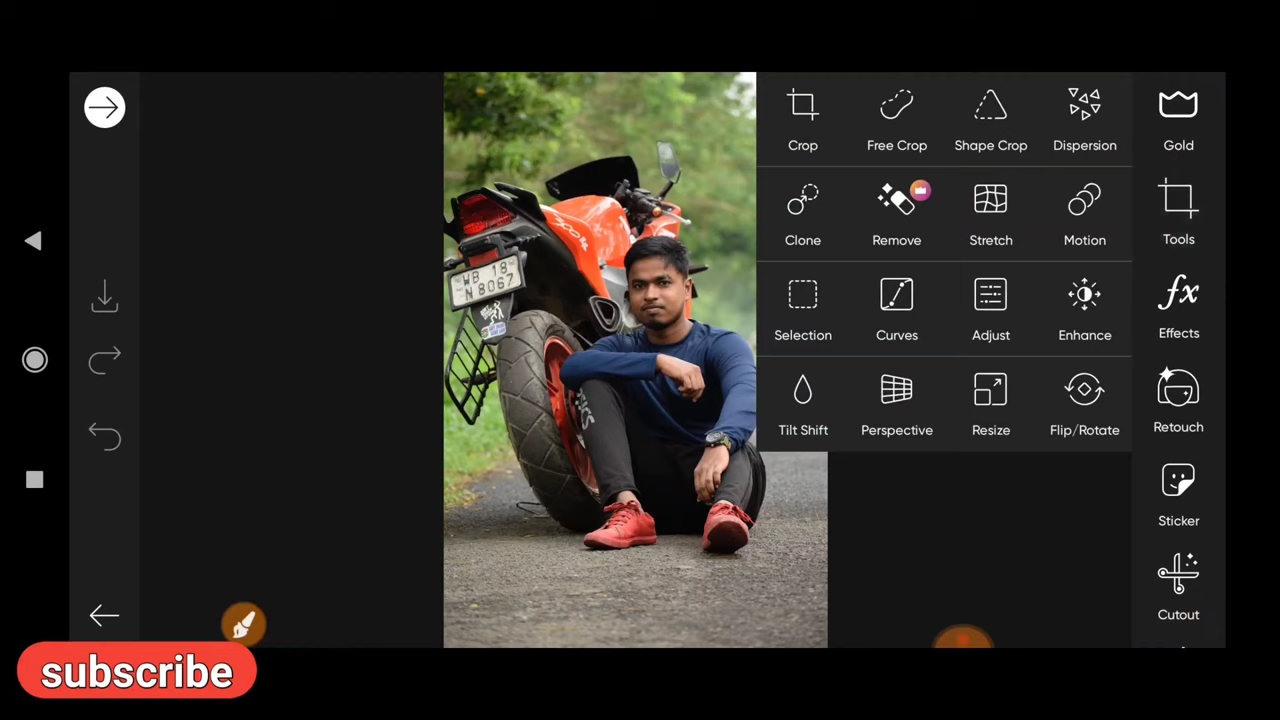 Crop
Free Crop
Shape Crop
Dispersion
Gold
Clone
Remove
Stretch
Motion
Tools
Selection
Curves
Adjust
Enhance
fx
Effects
Tilt Shift
Perspective
Resize
Flip/Rotate
Retouch
Sticker
Cutout
WB 18
N 8067
subscribe